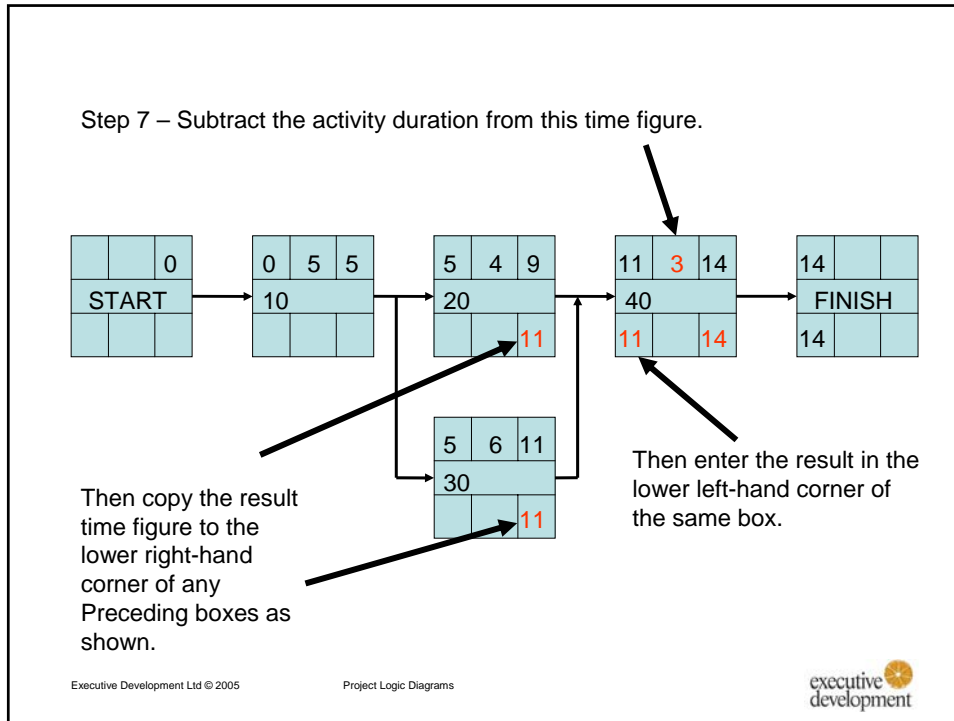 Step 7 – Subtract the activity duration from this time figure.
0
START
0 5 5
10
5 4 9
20
11
11 3 14
40
11 14
14
FINISH
14
5 6 11
30
11
Then copy the result
time figure to the
lower right-hand
corner of any
Preceding boxes as
shown.
Then enter the result in the
lower left-hand corner of
the same box.
Executive Development Ltd © 2005
Project Logic Diagrams
executive
development